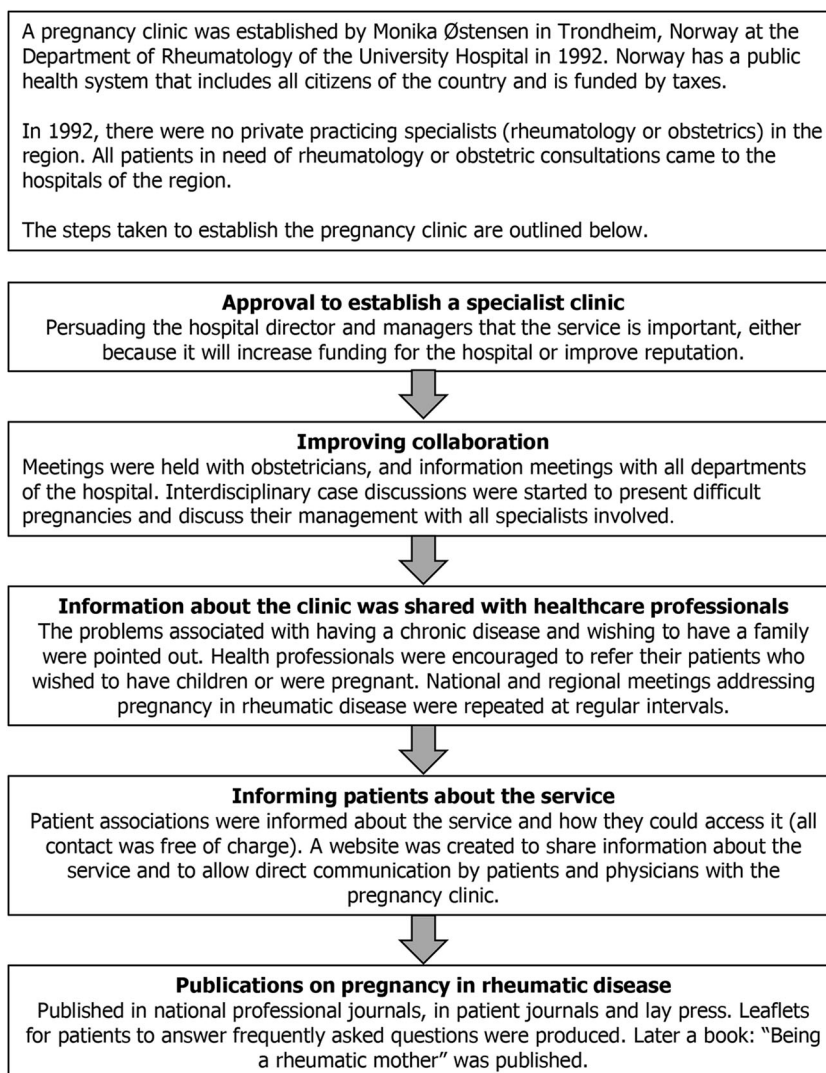 A pregnancy clinic was established by Monika Østensen in Trondheim, Norway at the
Department of Rheumatology of the University Hospital in 1992. Norway has a public
health system that includes all citizens of the country and is funded by taxes.
In 1992, there were no private practicing specialists (rheumatology or obstetrics) in the
region. All patients in need of rheumatology or obstetric consultations came to the
hospitals of the region.
The steps taken to establish the pregnancy clinic are outlined below.
Approval to establish a specialist clinic
Persuading the hospital director and managers that the service is important, either
because it will increase funding for the hospital or improve reputation.
Improving collaboration
Meetings were held with obstetricians, and information meetings with all departments
of the hospital. Interdisciplinary case discussions were started to present difficult
pregnancies and discuss their management with all specialists involved.
Information about the clinic was shared with healthcare professionals
The problems associated with having a chronic disease and wishing to have a family
were pointed out. Health professionals were encouraged to refer their patients who
wished to have children or were pregnant. National and regional meetings addressing
pregnancy in rheumatic disease were repeated at regular intervals.
Informing patients about the service
Patient associations were informed about the service and how they could access it (all
contact was free of charge). A website was created to share information about the
service and to allow direct communication by patients and physicians with the
pregnancy clinic.
Publications on pregnancy in rheumatic disease
Published in national professional journals, in patient journals and lay press. Leaflets
for patients to answer frequently asked questions were produced. Later a book: “Being
a rheumatic mother” was published.